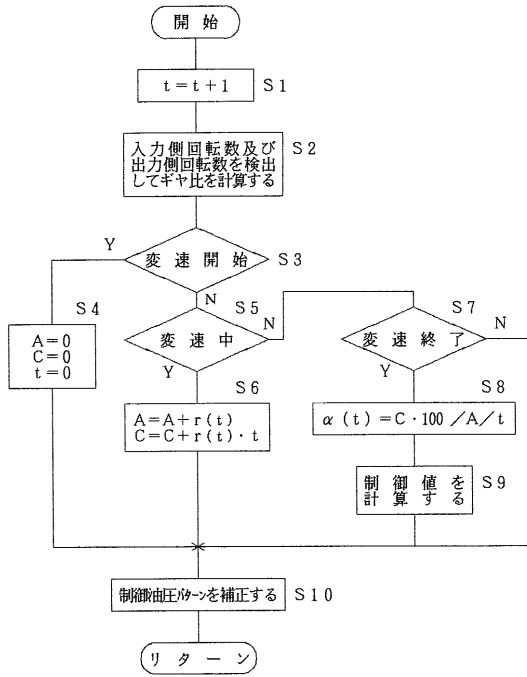 開始
t=t+1
S1
入力側回転数及び
出力側回転数を検出
してギヤ比を計算する
S2
Y
変速開始
S3
N
S4
A=0
C=0
t=0
S5
変速中
N
Y
S6
A=A+r(t)
C=C+r(t)・t
S7
変速終了
N
Y
S8
α(t)=C・100/A/t
制御値を
計算する
S9
制御油圧パターンを補正する
S10
リターン